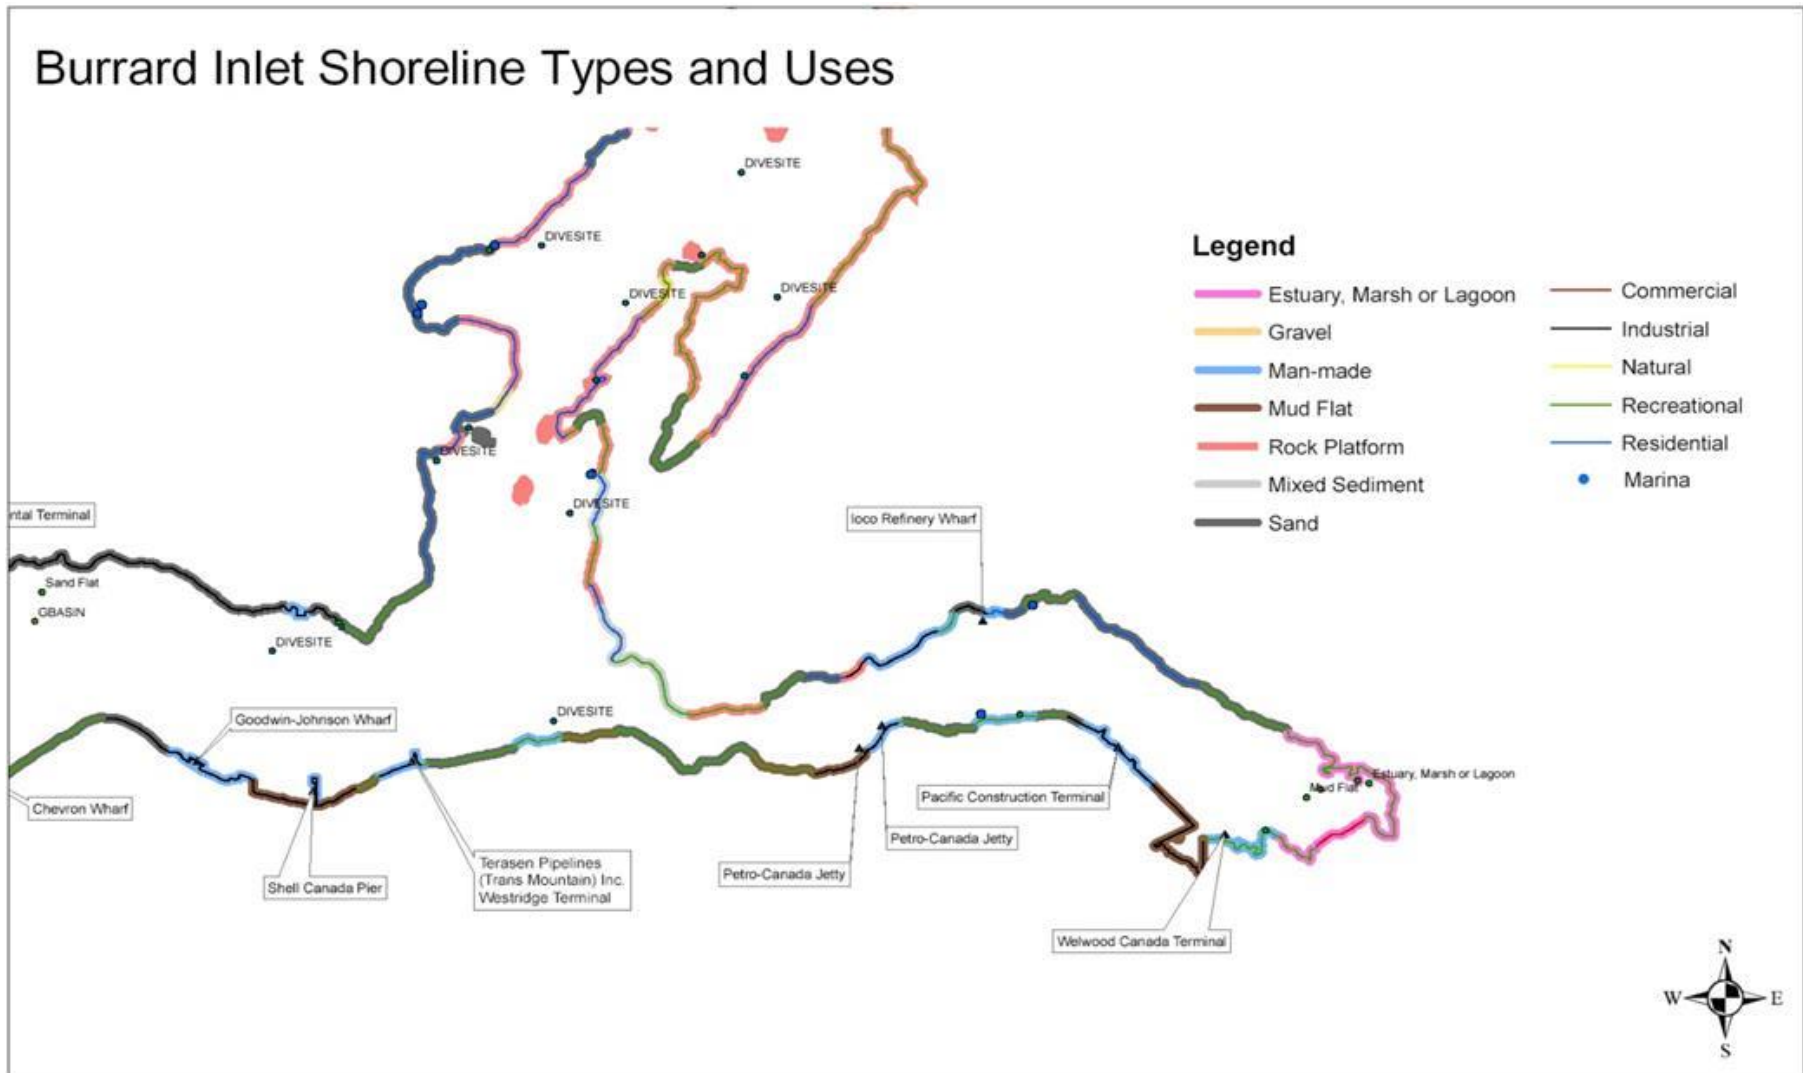 Burrard Inlet Shoreline Types and Uses
DIVESITE
DIVESITE
DIVESITE
DIVESITE
DIVESITE
DIVESITE
ntal Terminal
Sand Flat
GBASIN
DIVESITE
DIVESITE
Ioco Refinery Wharf
Goodwin-Johnson Wharf
Chevron Wharf
Shell Canada Pier
Terasen Pipelines
(Trans Mountain) Inc.
Westridge Terminal
Petro-Canada Jetty
Petro-Canada Jetty
Pacific Construction Terminal
Welwood Canada Terminal
Estuary, Marsh or Lagoon
Mud Flat
Legend
Estuary, Marsh or Lagoon
Gravel
Man-made
Mud Flat
Rock Platform
Mixed Sediment
Sand
Commercial
Industrial
Natural
Recreational
Residential
Marina
N
W E
S